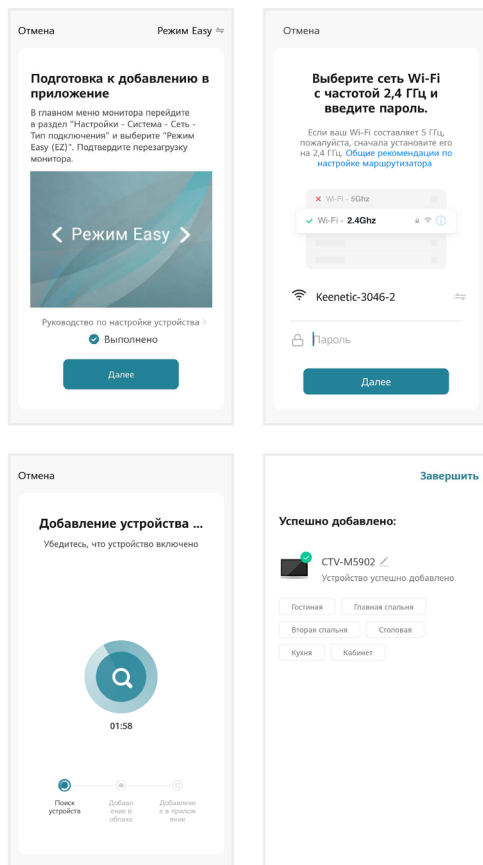 Отмена
Режим Easy
Подготовка к добавлению в
приложение
В главном меню монитора перейдите
в раздел "Настройки - Система - Сеть -
Тип подключения" и выберите "Режим
Easy (EZ)". Подтвердите перезагрузку
монитора.
< Режим Easy >
Руководство по настройке устройства >
Выполнено
Далее
Отмена
Выберите сеть Wi-Fi
с частотой 2,4 ГГц и
введите пароль.
Если ваш Wi-Fi составляет 5 ГГц,
пожалуйста, сначала установите его
на 2,4 ГГц. Общие рекомендации по
настройке маршрутизатора
Wi-Fi - 5Ghz
Wi-Fi - 2.4Ghz
Keenetic-3046-2
Пароль
Далее
Отмена
Добавление устройства ...
Убедитесь, что устройство включено
01:58
Поиск
устройств
Добавл
ение в
облако
Добавлени
е в прилож
ение
Завершить
Успешно добавлено:
CTV-M5902
Устройство успешно добавлено
Гостиная
Главная спальня
Вторая спальня
Столовая
Кухня
Кабинет